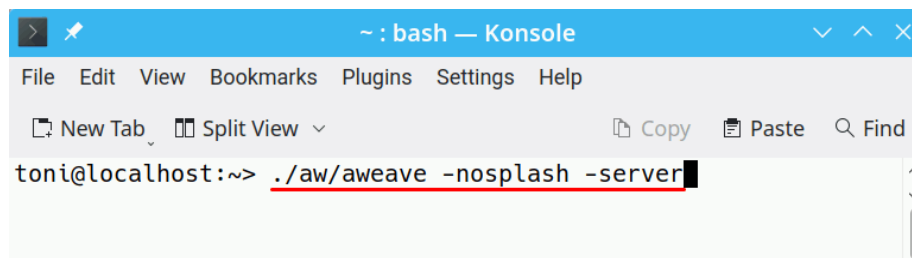 ~ : bash — Konsole
File Edit View Bookmarks Plugins Settings Help
New Tab Split View Copy Paste Find
toni@localhost:~> ./aw/aweave -nosplash -server